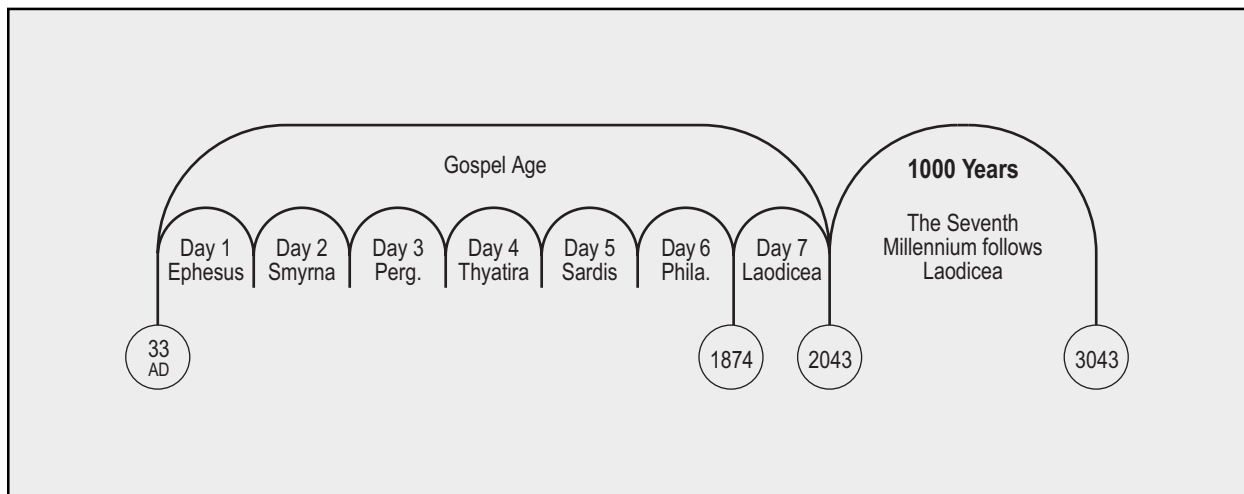 Gospel Age
1000 Years
The Seventh
Millennium follows
Laodicea
Day 1
Ephesus
Day 2
Smyrna
Day 3
Perg.
Day 4
Thyatira
Day 5
Sardis
Day 6
Phila.
Day 7
Laodicea
33
AD
1874
2043
3043